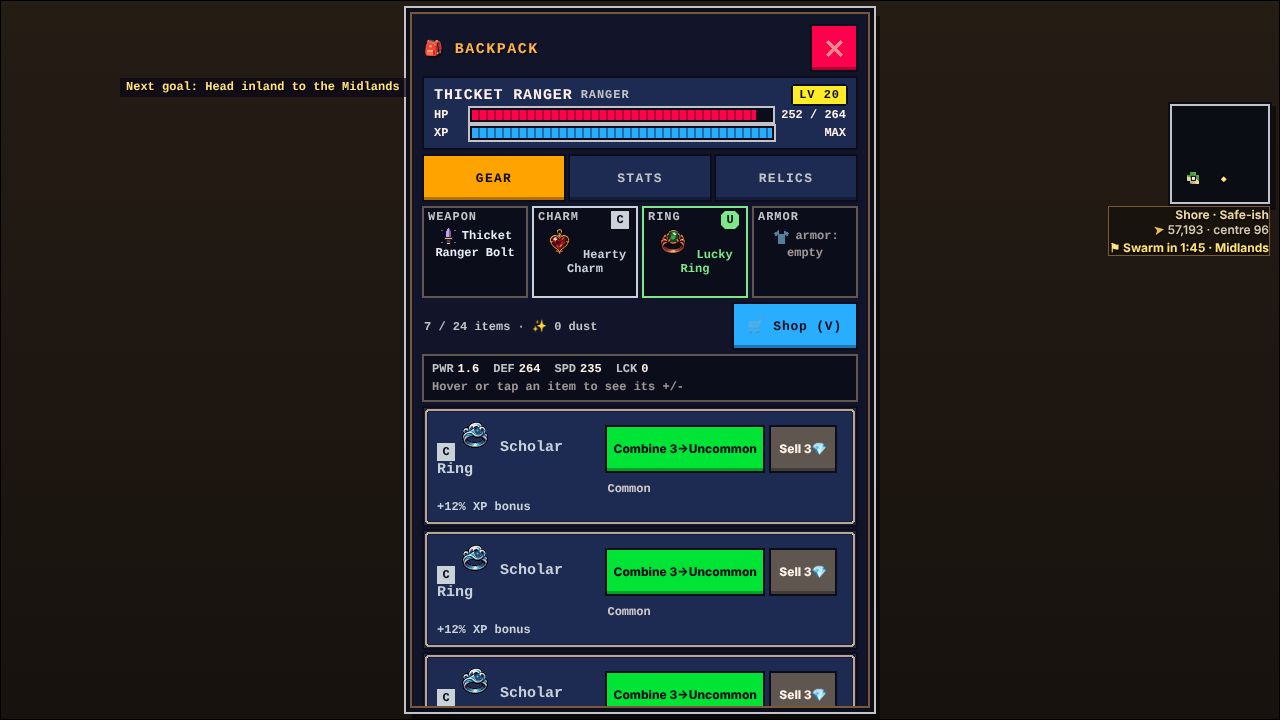 🎒 BACKPACK
Next goal: Head inland to the Midlands
THICKET RANGER RANGER LV 20
HP 252 / 264
XP MAX
GEAR STATS RELICS
WEAPON
Thicket
Ranger Bolt
CHARM C
Hearty
Charm
RING U
Lucky
Ring
ARMOR
armor:
empty
7 / 24 items · ✨ 0 dust
🛒 Shop (V)
PWR 1.6 DEF 264 SPD 235 LCK 0
Hover or tap an item to see its +/-
C Scholar
Ring
+12% XP bonus
Combine 3→Uncommon Sell 3💎
Common
C Scholar
Ring
+12% XP bonus
Combine 3→Uncommon Sell 3💎
Common
C Scholar
Combine 3→Uncommon Sell 3💎
Shore · Safe-ish
➤ 57,193 · centre 96
⚑ Swarm in 1:45 · Midlands